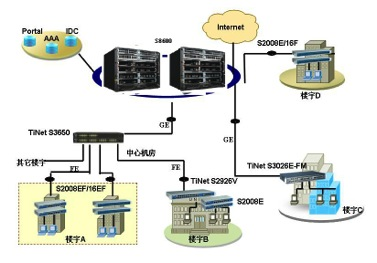 Portal
AAA
IDC
S8600
Internet
S2008E/16F
楼宇D
GE
GE
TiNet S3650
其它楼宇
中心机房
FE
FE
TiNet S3026E-FM
TiNet S2926V
S2008EF/16EF
S2008E
楼宇A
楼宇B
楼宇C